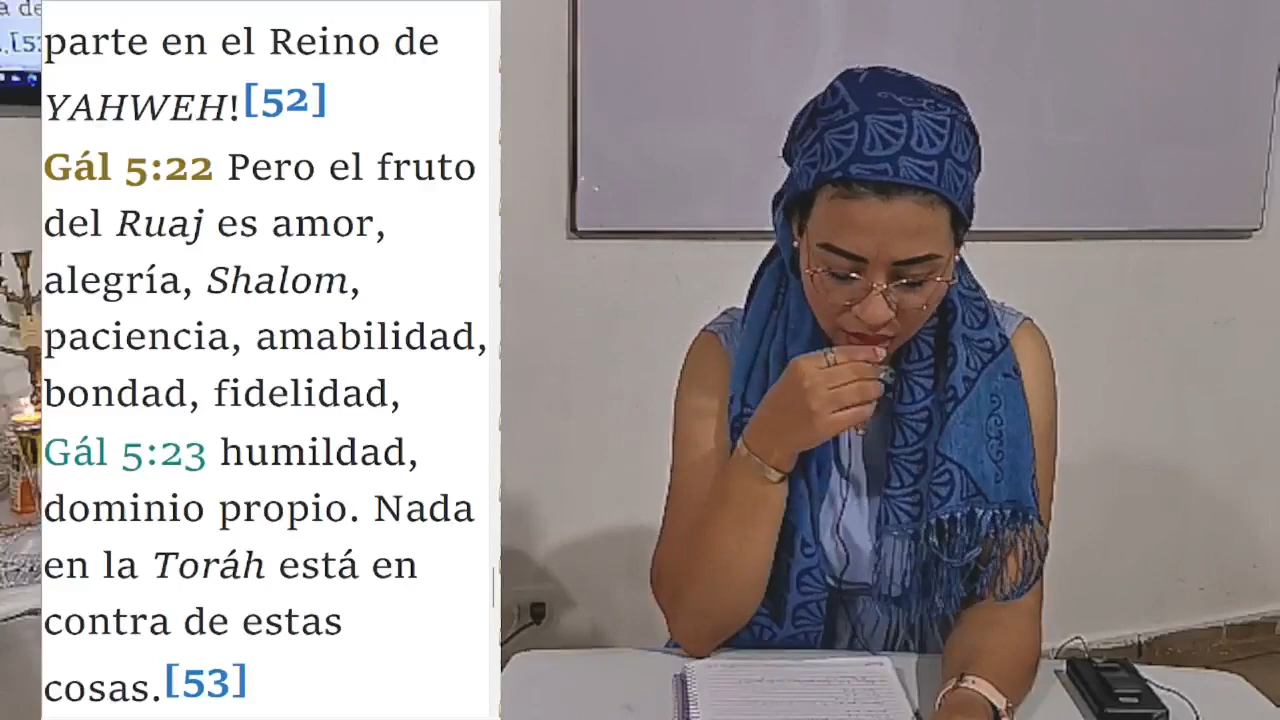 parte en el Reino de
YAHWEH![52]
Gál 5:22 Pero el fruto
del Ruaj es amor,
alegría, Shalom,
paciencia, amabilidad,
bondad, fidelidad,
Gál 5:23 humildad,
dominio propio. Nada
en la Toráh está en
contra de estas
cosas.[53]